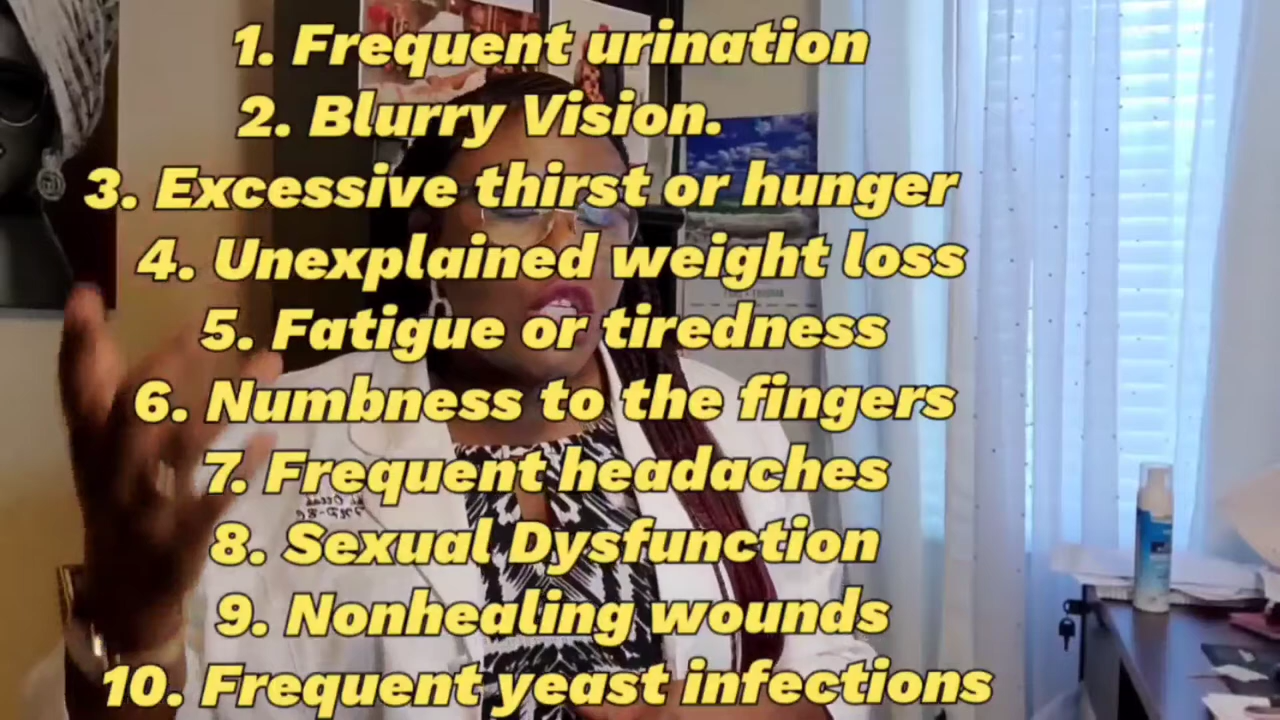 1. Frequent urination
2. Blurry Vision.
3. Excessive thirst or hunger
4. Unexplained weight loss
5. Fatigue or tiredness
6. Numbness to the fingers
7. Frequent headaches
8. Sexual Dysfunction
9. Nonhealing wounds
10. Frequent yeast infections